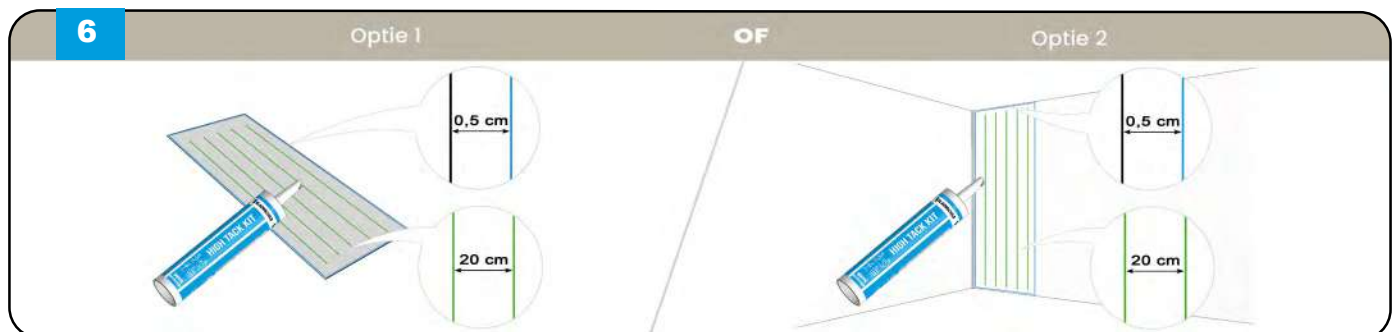 6
Optie 1
OF
Optie 2
0,5 cm
20 cm
HIGH TACK KIT
0,5 cm
20 cm
HIGH TACK KIT